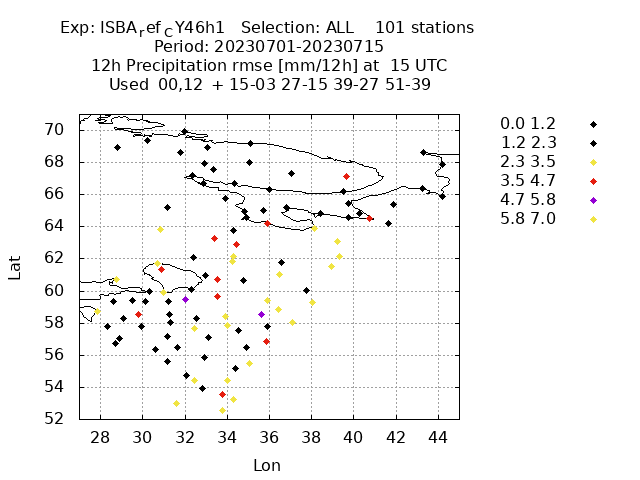 Exp: ISBA_ref_CY46h1   Selection: ALL    101 stations
Period: 20230701-20230715
12h Precipitation rmse [mm/12h] at  15 UTC
Used  00,12  + 15-03 27-15 39-27 51-39
70
68
66
64
62
60
58
56
54
52
28 30 32 34 36 38 40 42 44
Lat
Lon
0.0 1.2
1.2 2.3
2.3 3.5
3.5 4.7
4.7 5.8
5.8 7.0